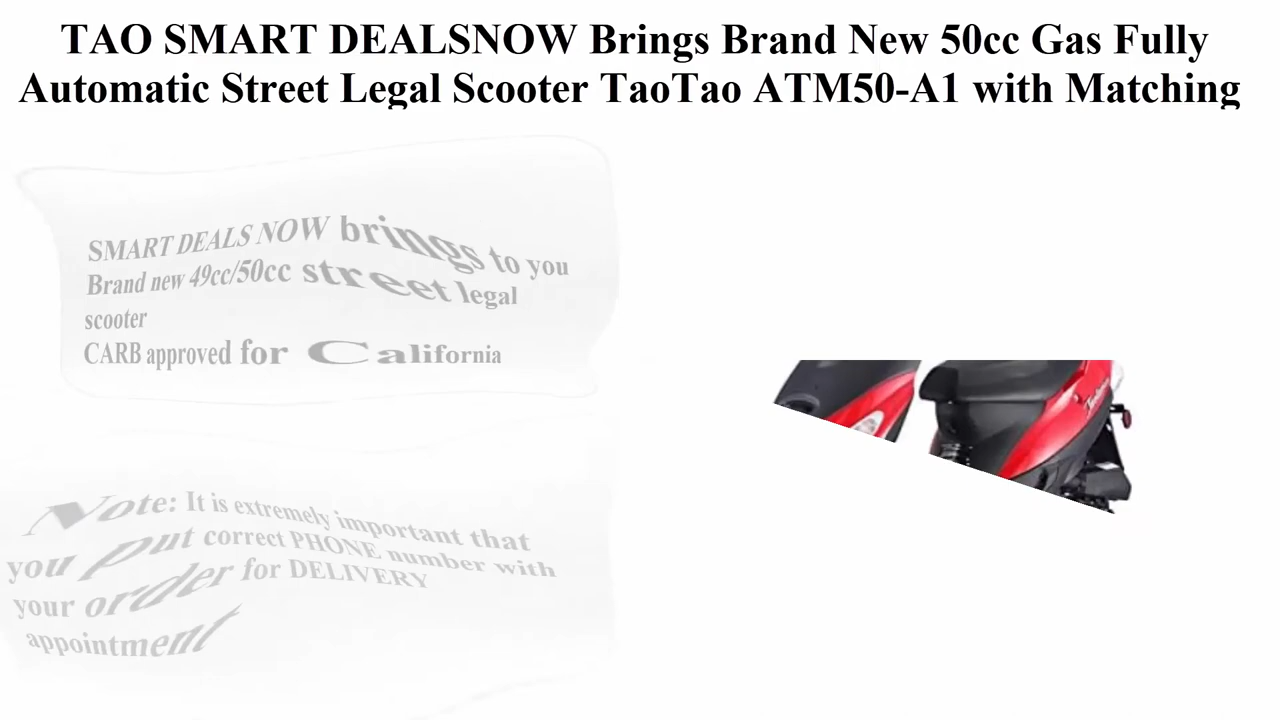 TAO SMART DEALSNOW Brings Brand New 50cc Gas Fully
Automatic Street Legal Scooter TaoTao ATM50-A1 with Matching
SMART DEALS NOW brings to you
Brand new 49cc/50cc street legal
scooter
CARB approved for California
Note: It is extremely important that
you put correct PHONE number with
your order for DELIVERY
appointment